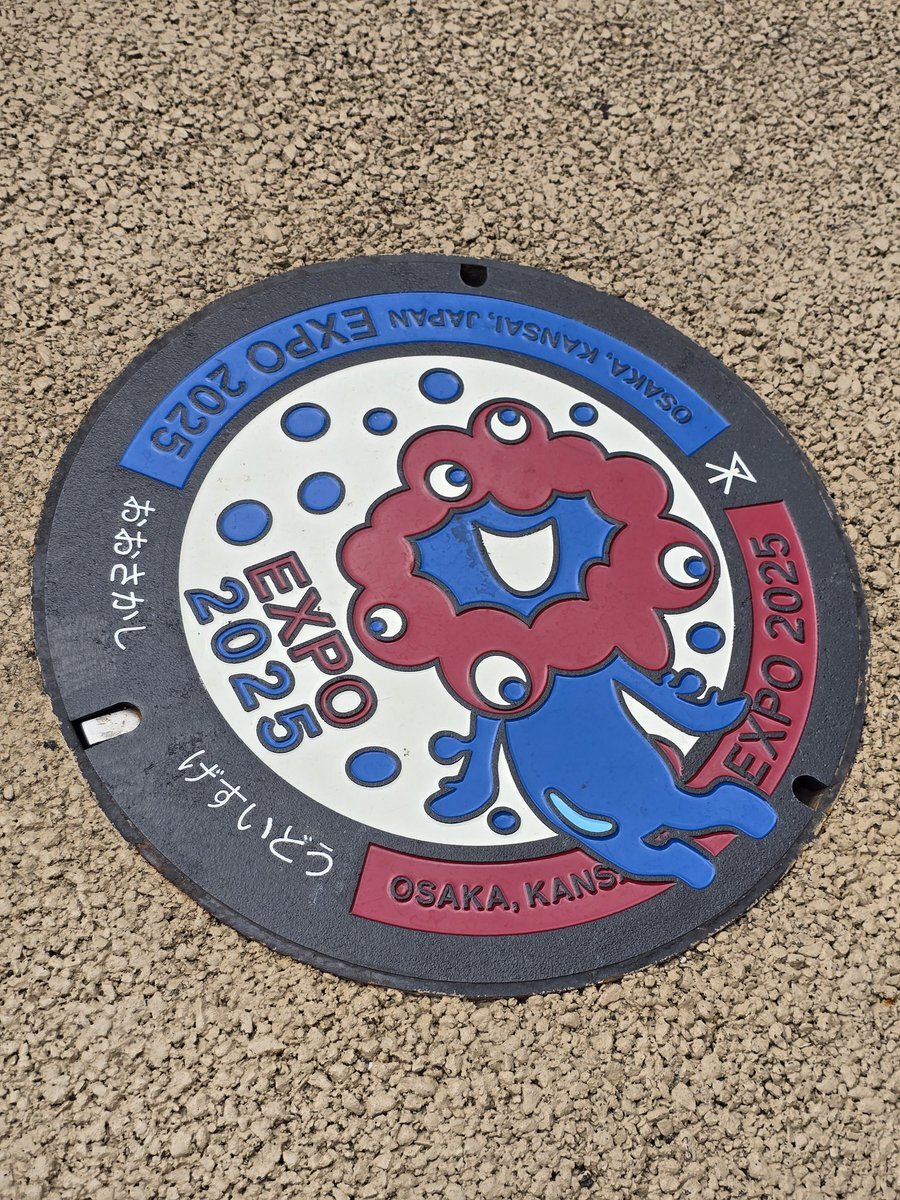 EXPO 2025
OSAKA, KANSAI, JAPAN
EXPO
2025
おおさかし
げすいどう
OSAKA, KANS
EXPO 2025